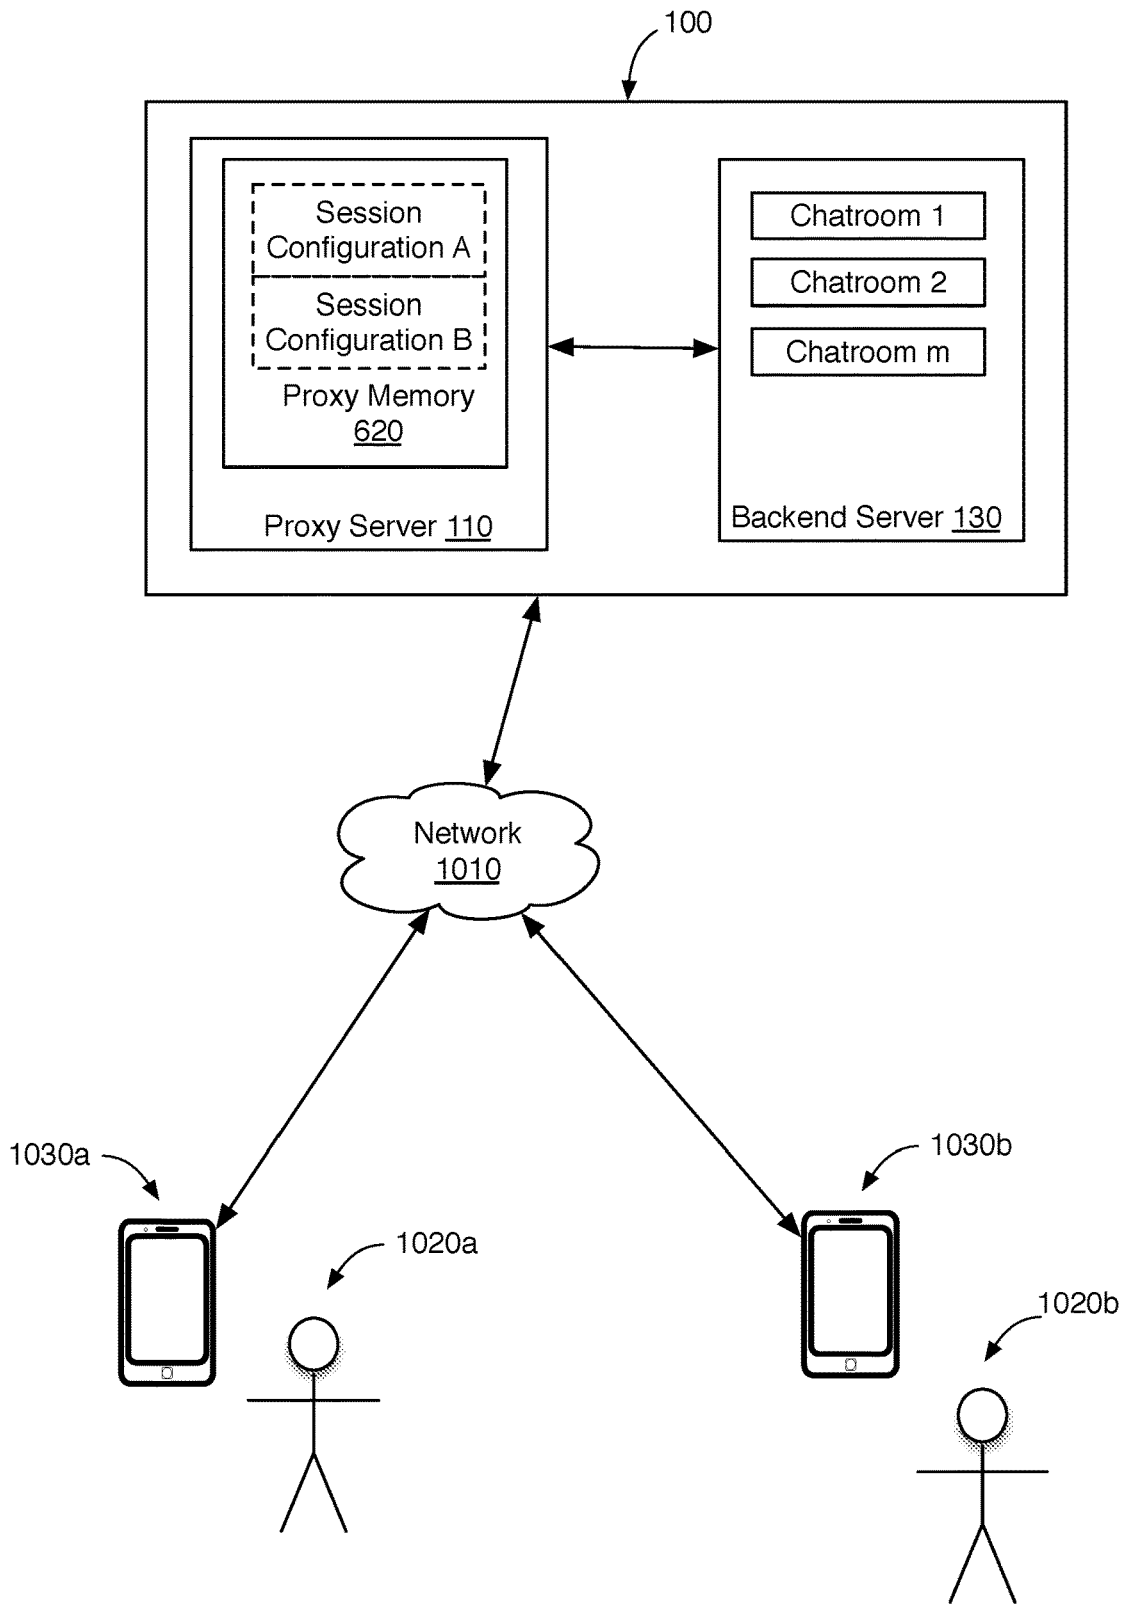 100
Session
Configuration A
Session
Configuration B
Proxy Memory
620
Proxy Server 110
Chatroom 1
Chatroom 2
Chatroom m
Backend Server 130
Network
1010
1030a
1030b
1020a
1020b